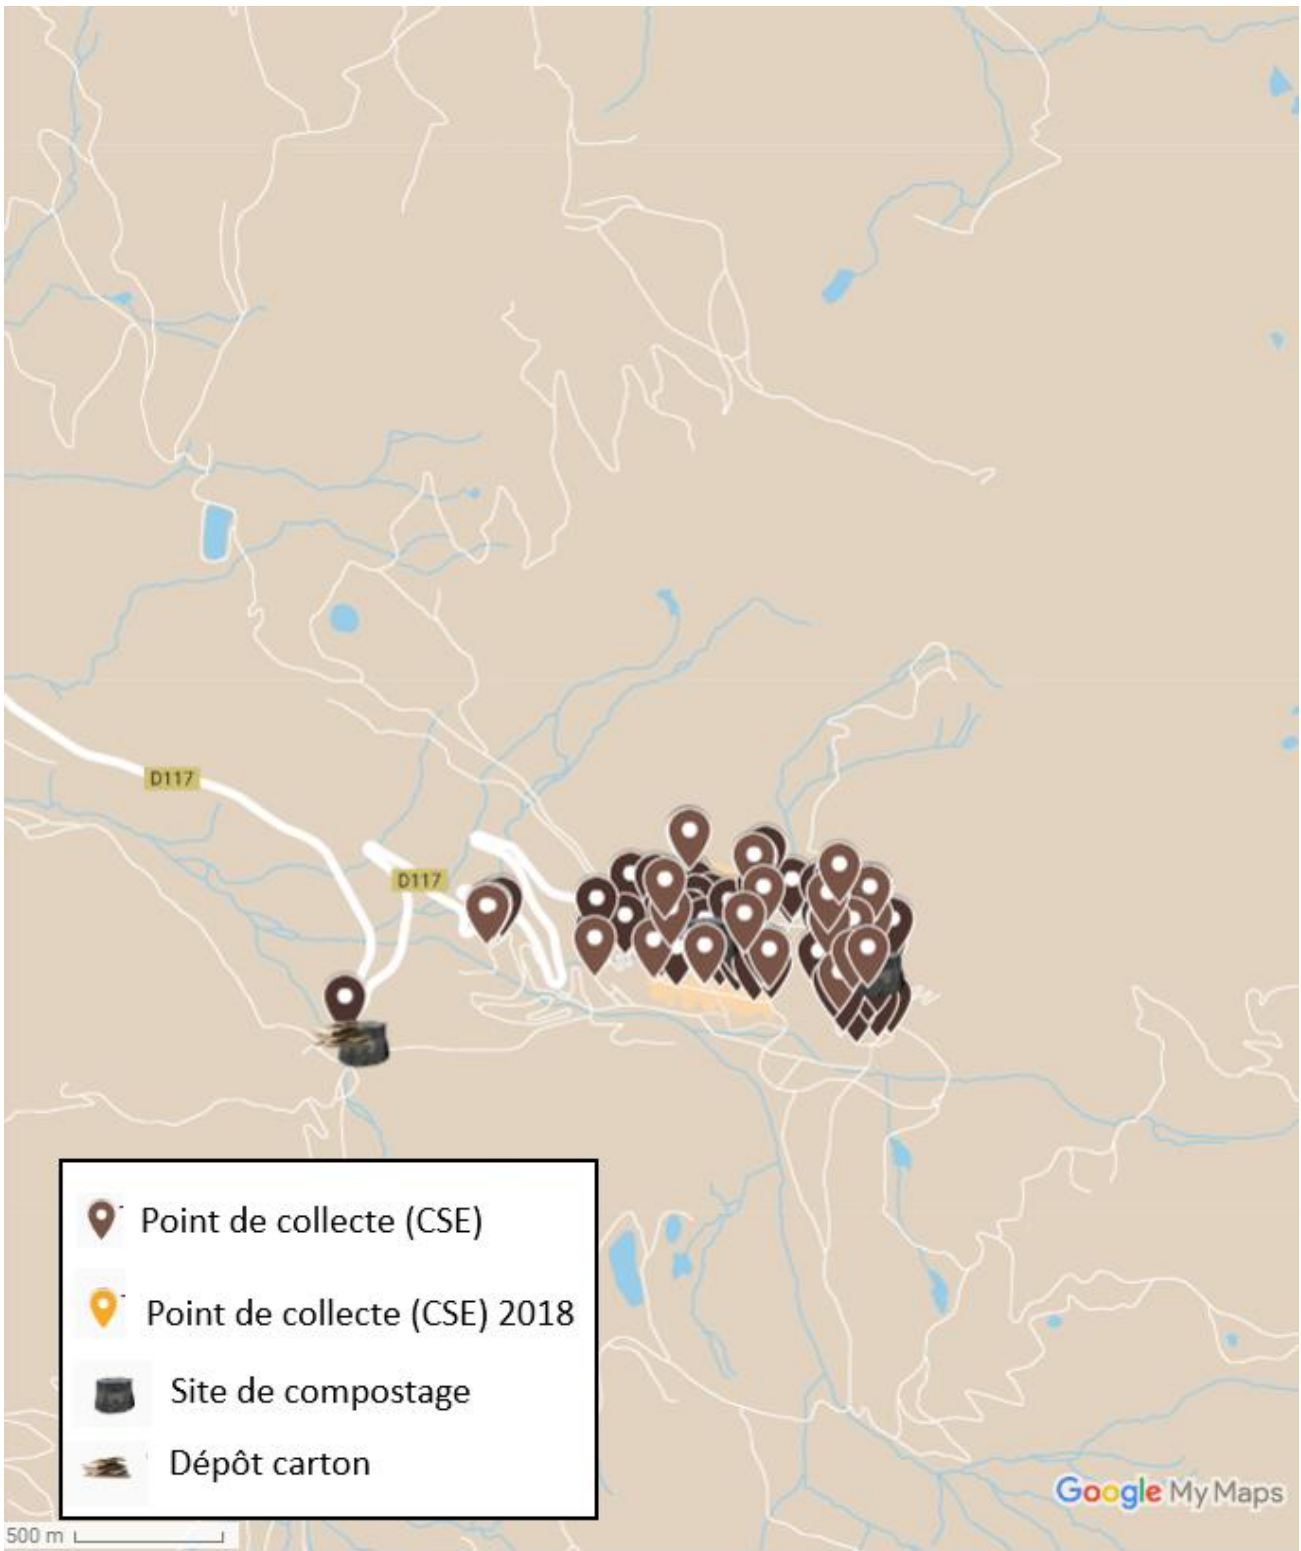 D117
D117
Point de collecte (CSE)
Point de collecte (CSE) 2018
Site de compostage
Dépôt carton
Google My Maps
500 m